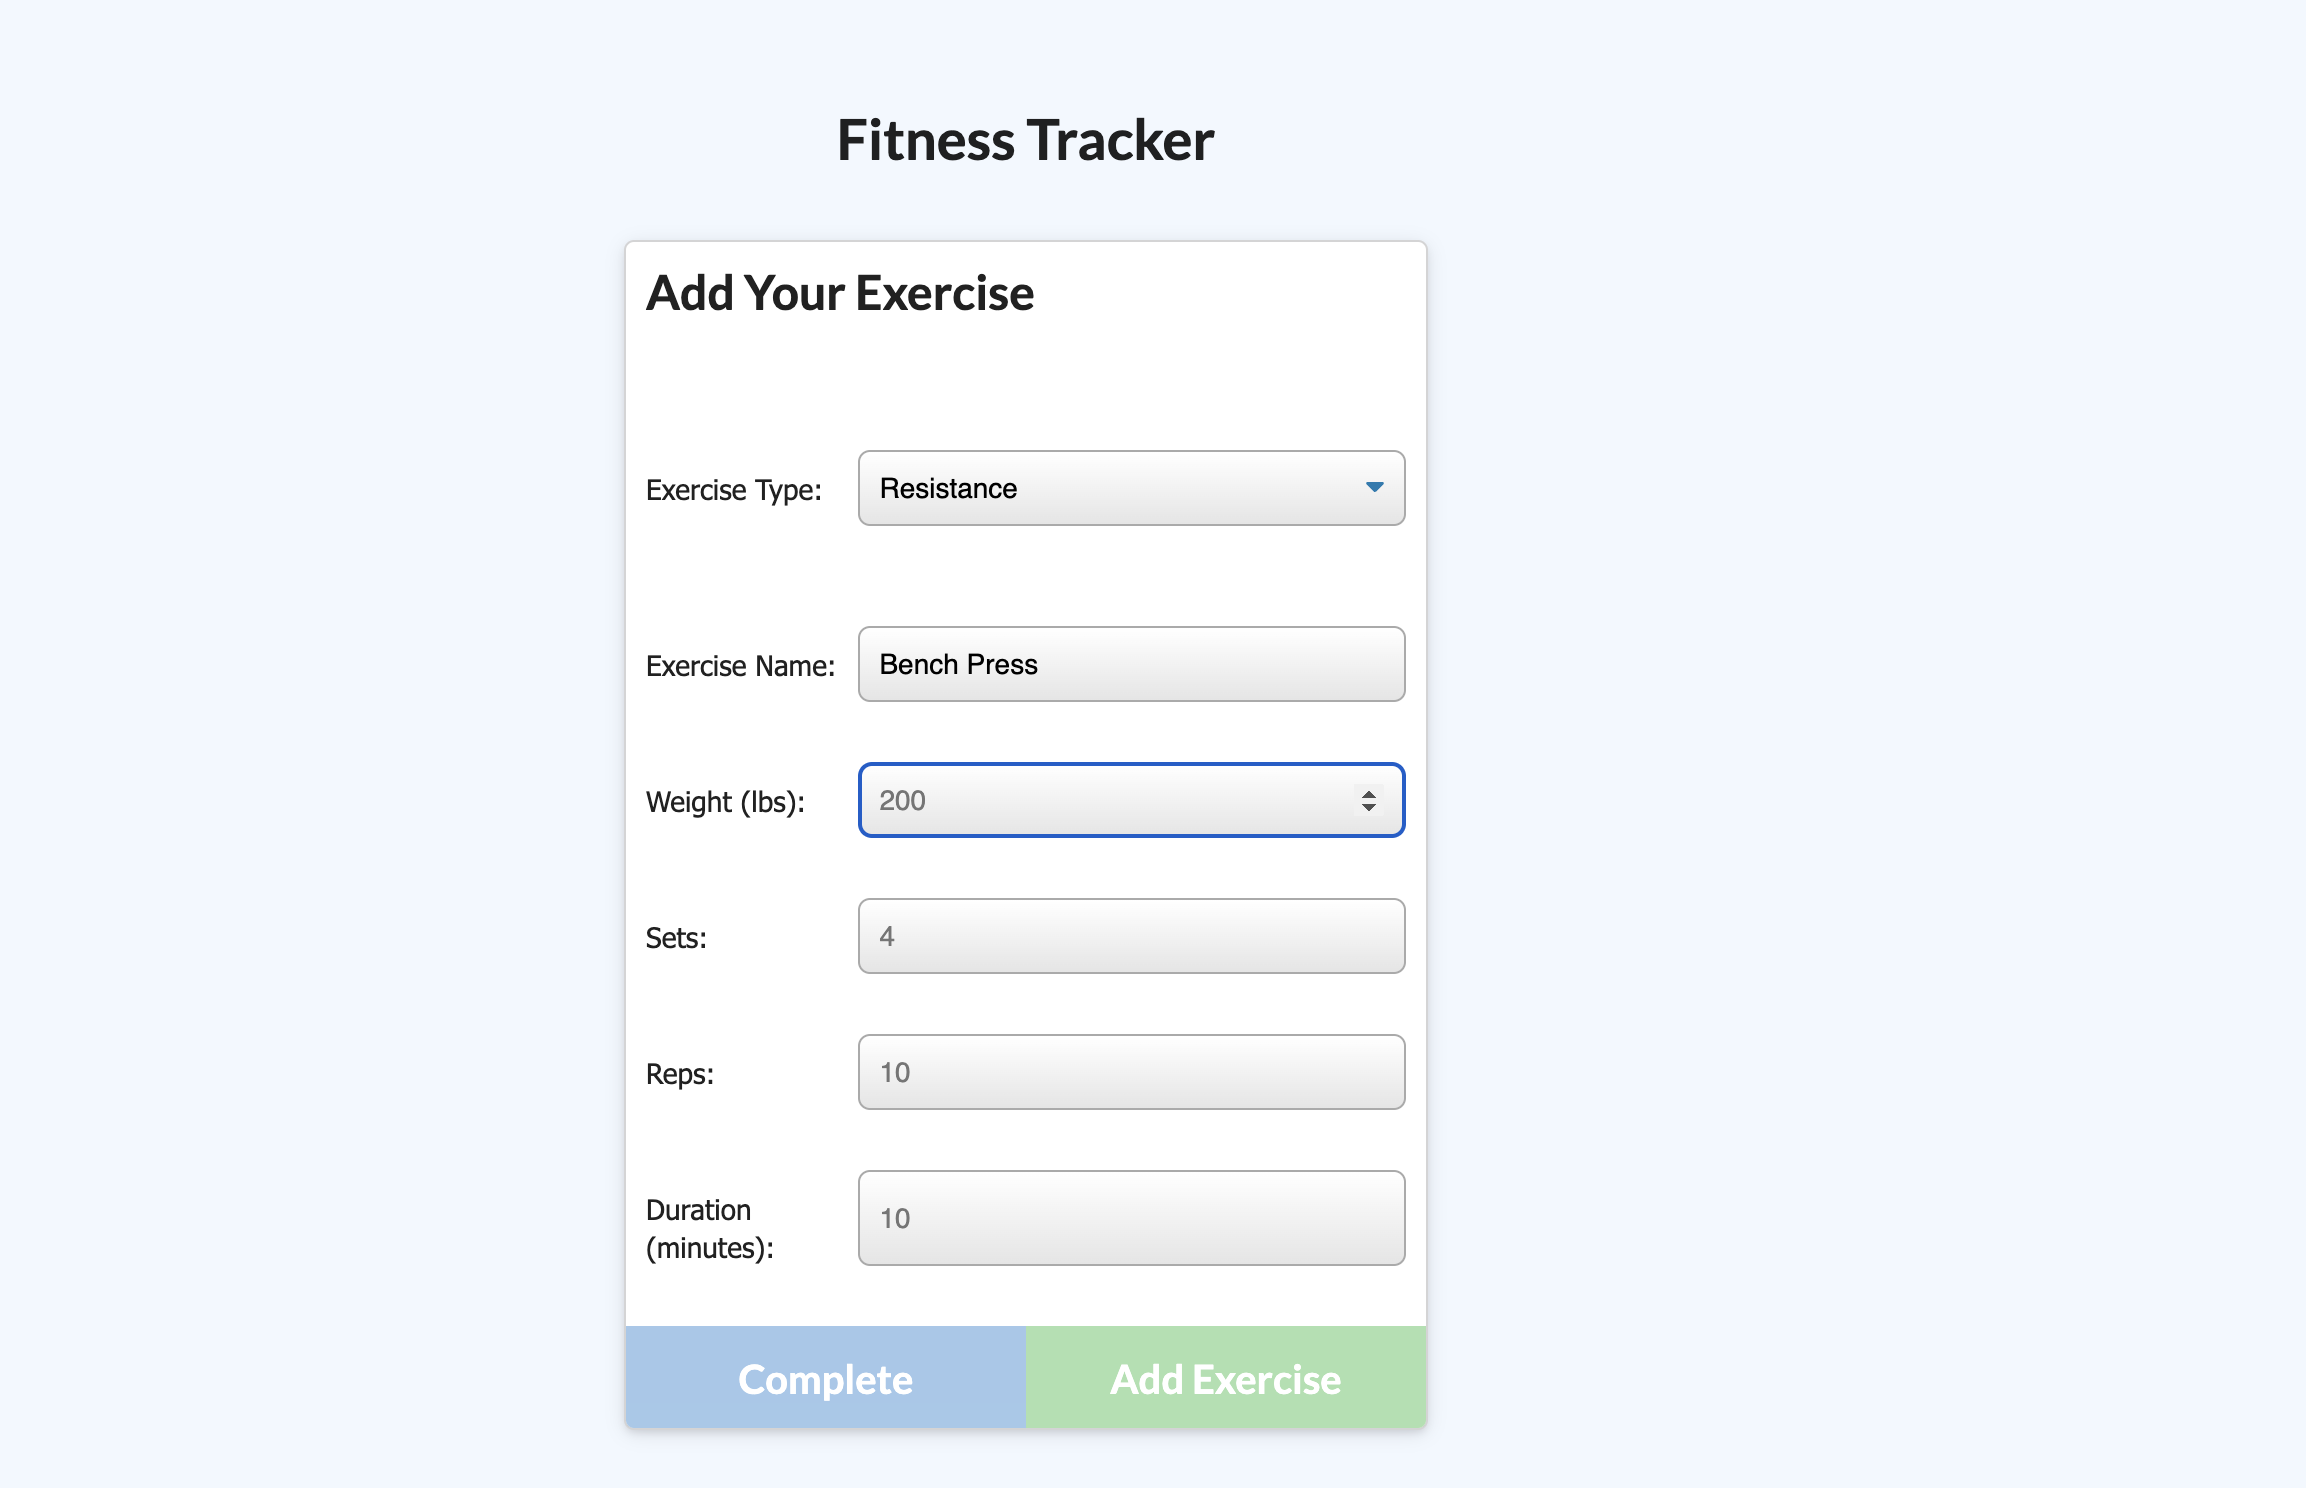 Fitness Tracker
Add Your Exercise
Exercise Type: Resistance
Exercise Name: Bench Press
Weight (lbs): 200
Sets: 4
Reps: 10
Duration
(minutes): 10
Complete Add Exercise